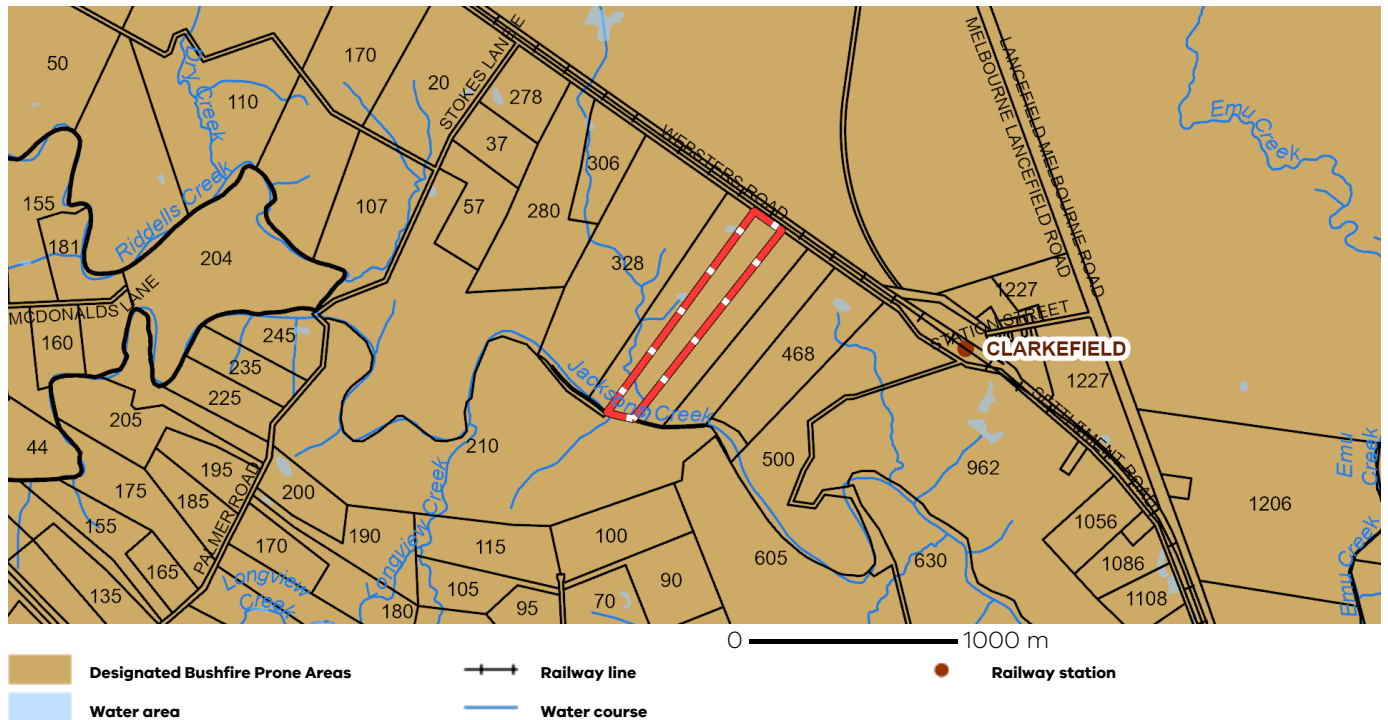 50
170
20
278
110
Dry Creek
STOKES LANE
37
306
WEBSTERS ROAD
LANCEFIELD MELBOURNE ROAD
MELBOURNE LANCEFIELD ROAD
Emu Creek
155
181
Riddells Creek
107
57
280
204
328
1227
MCDONALDS LANE
STATION STREET
160
245
235
225
468
CLARKEFIELD
1227
205
Jacksons Creek
SETTLEMENT ROAD
44
210
195
200
175
185
500
962
Emu Creek
1206
155
PALMER ROAD
190
Longview Creek
115
100
1056
170
605
630
1086
165
105
90
135
Longview Creek
180
95
70
1108
Emu Creek
0 1000 m
Designated Bushfire Prone Areas
Railway line
Railway station
Water area
Water course